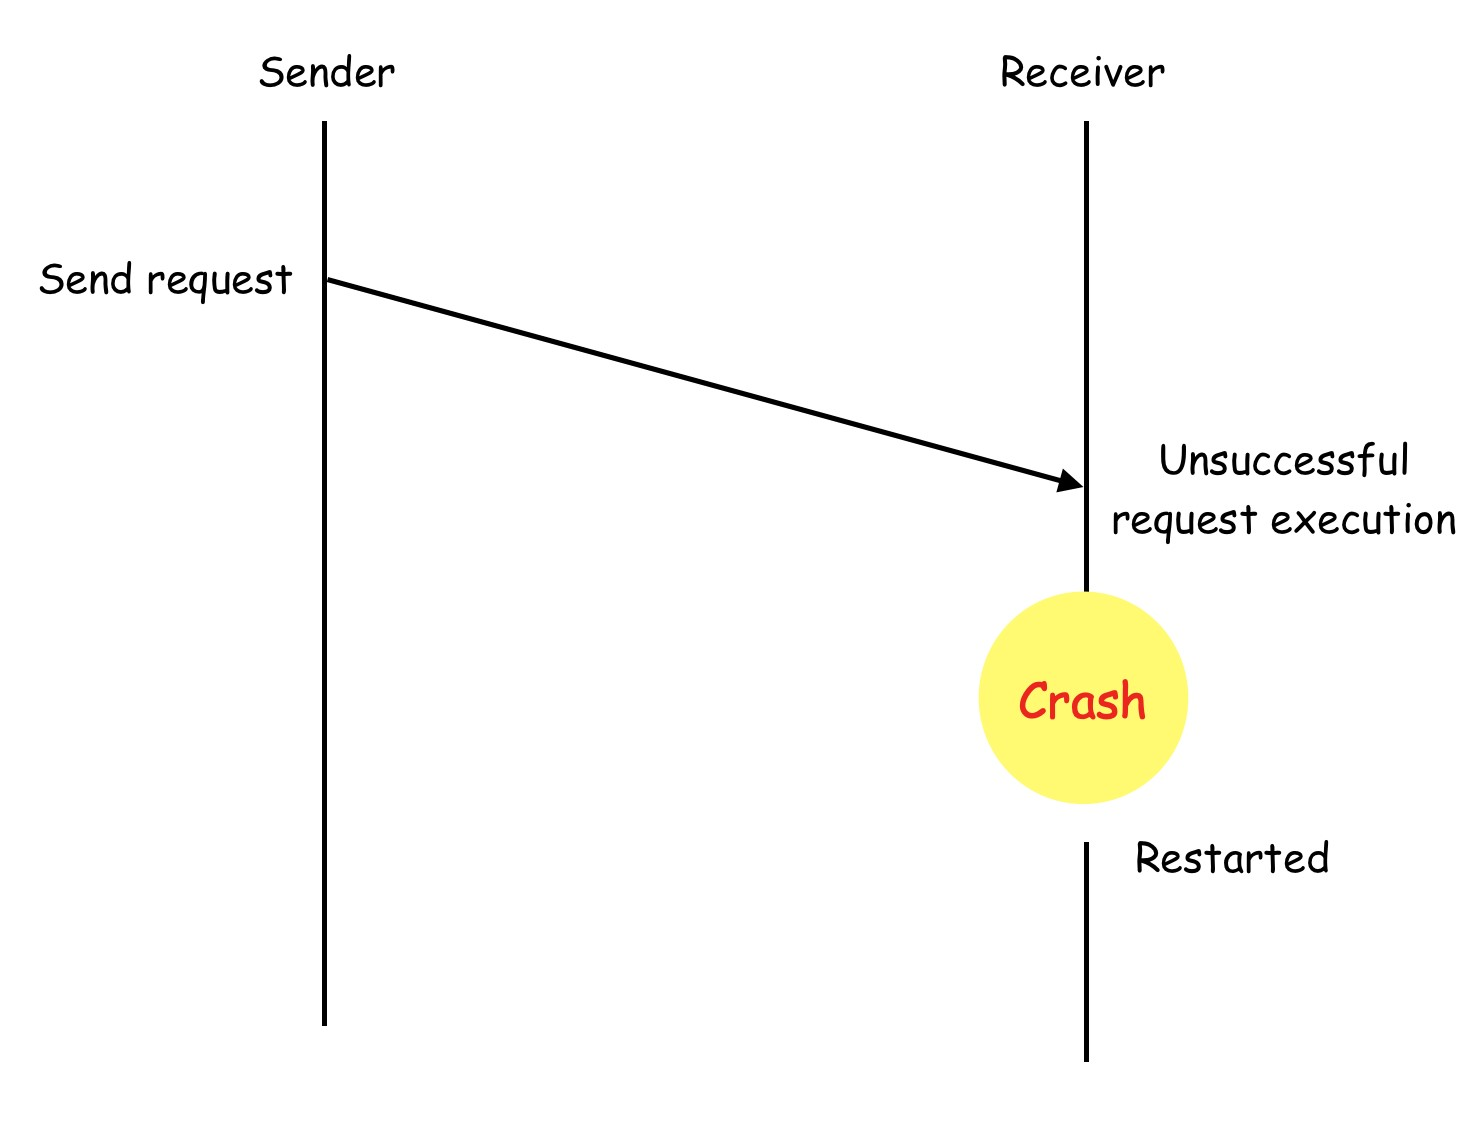 Sender
Receiver
Send request
Unsuccessful
request execution
Crash
Restarted